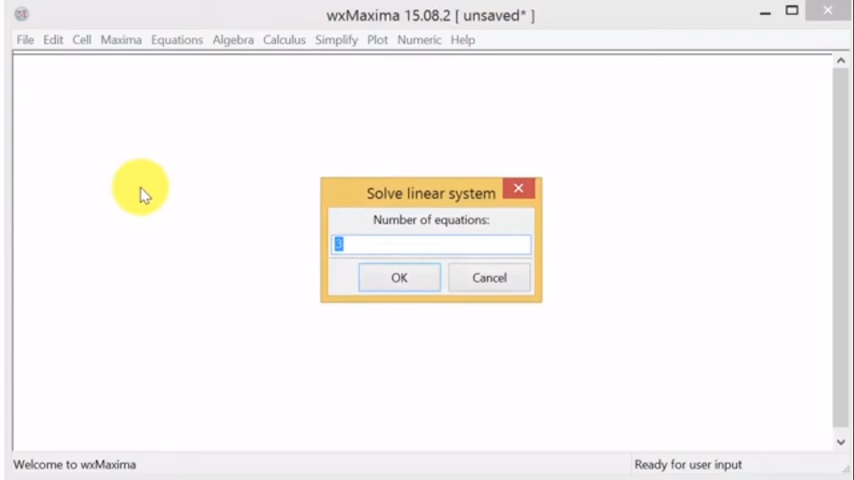 wxMaxima 15.08.2 [ unsaved* ]
File Edit Cell Maxima Equations Algebra Calculus Simplify Plot Numeric Help
Solve linear system
Number of equations:
3
OK Cancel
Welcome to wxMaxima Ready for user input